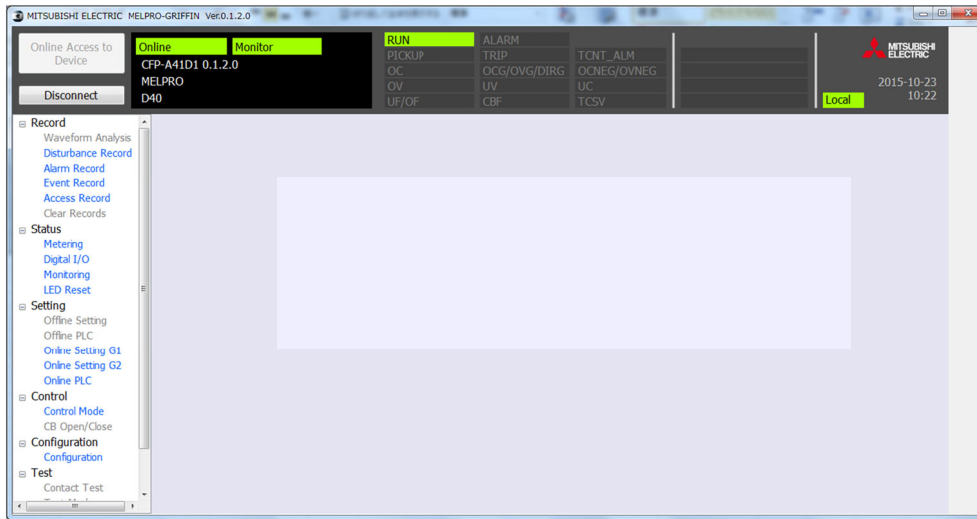 MITSUBISHI ELECTRIC MELPRO-GRIFFIN Ver.0.1.2.0
Online Access to
Device
Disconnect
Online Monitor
CFP-A41D1 0.1.2.0
MELPRO
D40
RUN ALARM
PICKUP TRIP TCNT_ALM
OC OCG/OVG/DIRG OCNEG/OVNEG
OV UV UC
UF/OF CBF TCSV
MITSUBISHI
ELECTRIC
2015-10-23
Local 10:22
Record
Waveform Analysis
Disturbance Record
Alarm Record
Event Record
Access Record
Clear Records
Status
Metering
Digital I/O
Monitoring
LED Reset
Setting
Offline Setting
Offline PLC
Online Setting G1
Online Setting G2
Online PLC
Control
Control Mode
CB Open/Close
Configuration
Configuration
Test
Contact Test